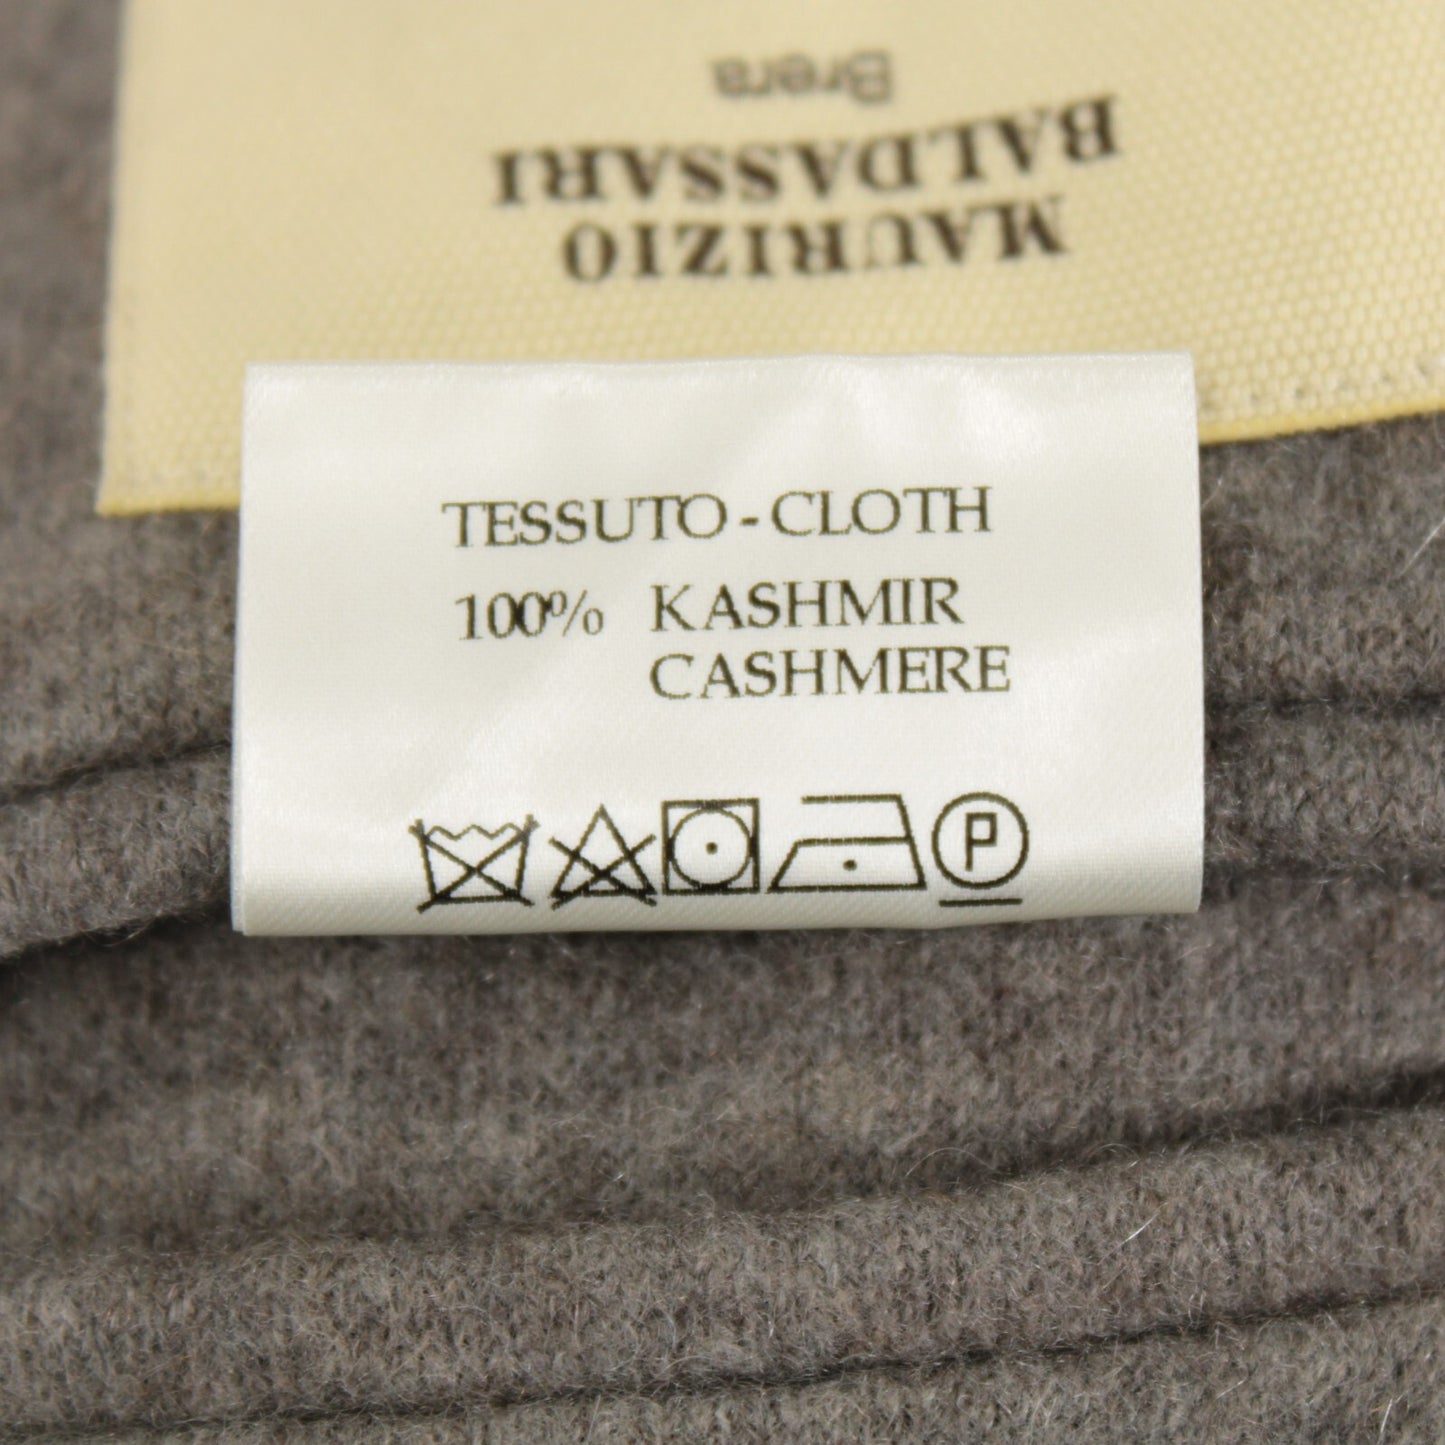 MAURIZIO
BALDASSARI
Brera
TESSUTO - CLOTH
100% KASHMIR
CASHMERE
P